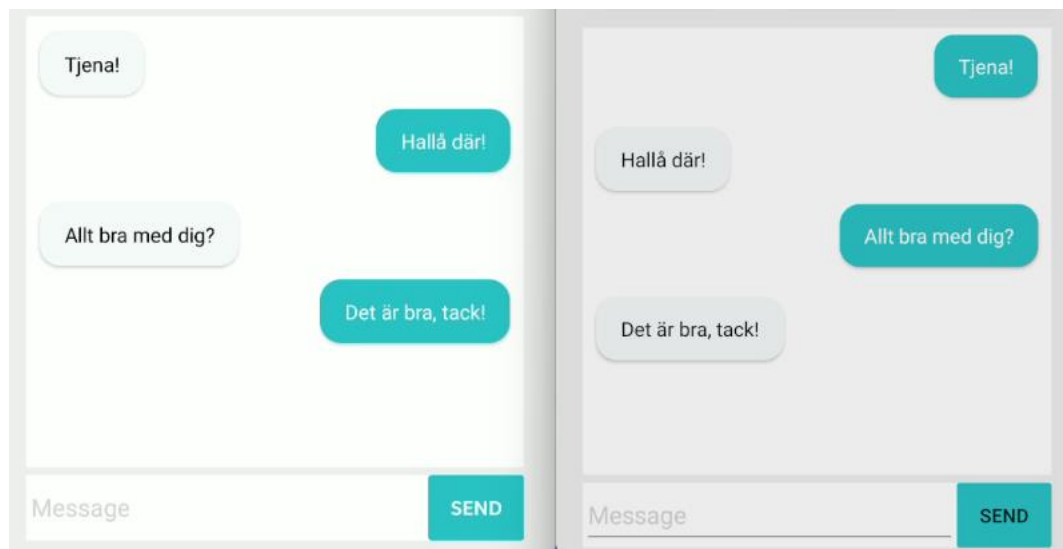 Tjena!
Hallå där!
Allt bra med dig?
Det är bra, tack!
Message
SEND
Tjena!
Hallå där!
Allt bra med dig?
Det är bra, tack!
Message
SEND